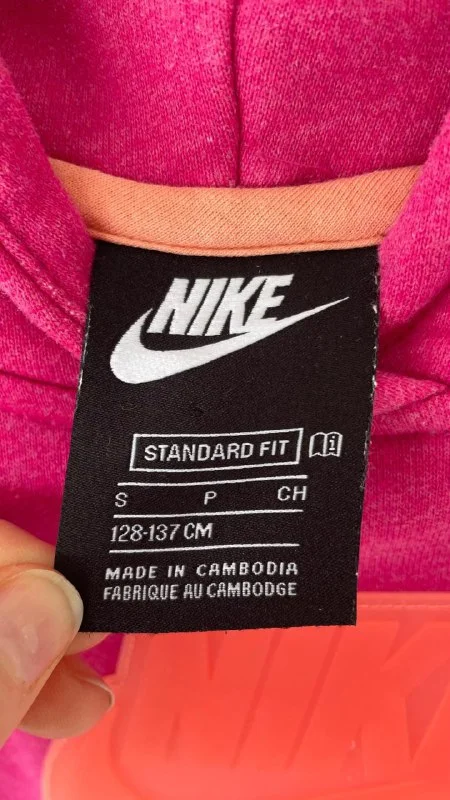 NIKE
STANDARD FIT
S P CH
128-137 CM
MADE IN CAMBODIA
FABRIQUE AU CAMBODGE
NIKE